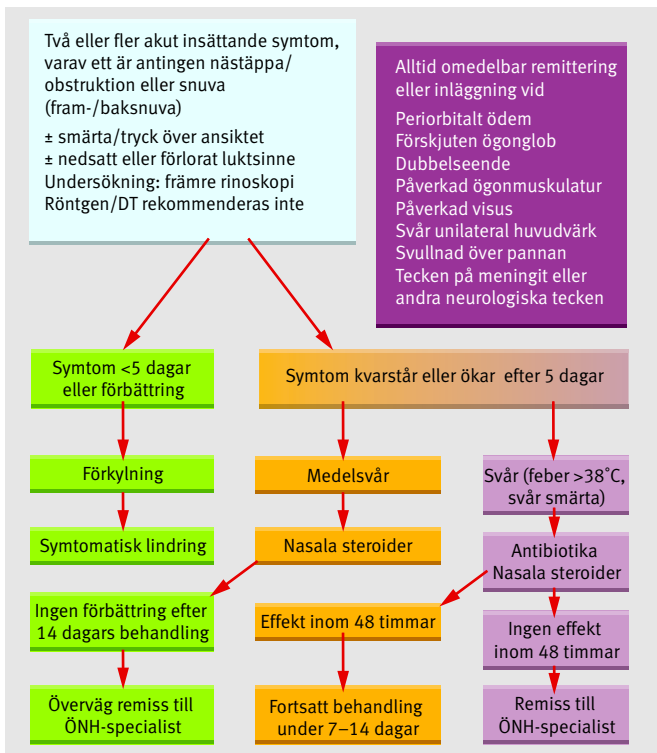 Två eller fler akut insättande symtom,
varav ett är antingen nästäppa/
obstruktion eller snuva
(fram-/baksnuva)
± smärta/tryck över ansiktet
± nedsatt eller förlorat luktsinne
Undersökning: främre rinoskopi
Röntgen/DT rekommenderas inte
Alltid omedelbar remittering
eller inläggning vid
Periorbitalt ödem
Förskjuten ögonglob
Dubbelseende
Påverkad ögonmuskulatur
Påverkad visus
Svår unilateral huvudvärk
Svullnad över pannan
Tecken på meningit eller
andra neurologiska tecken
Symtom <5 dagar
eller förbättring
Symtom kvarstår eller ökar efter 5 dagar
Förkylning
Medelsvår
Svår (feber >38˚C,
svår smärta)
Symtomatisk lindring
Nasala steroider
Antibiotika
Nasala steroider
Ingen förbättring efter
14 dagars behandling
Effekt inom 48 timmar
Ingen effekt
inom 48 timmar
Överväg remiss till
ÖNH-specialist
Fortsatt behandling
under 7–14 dagar
Remiss till
ÖNH-specialist